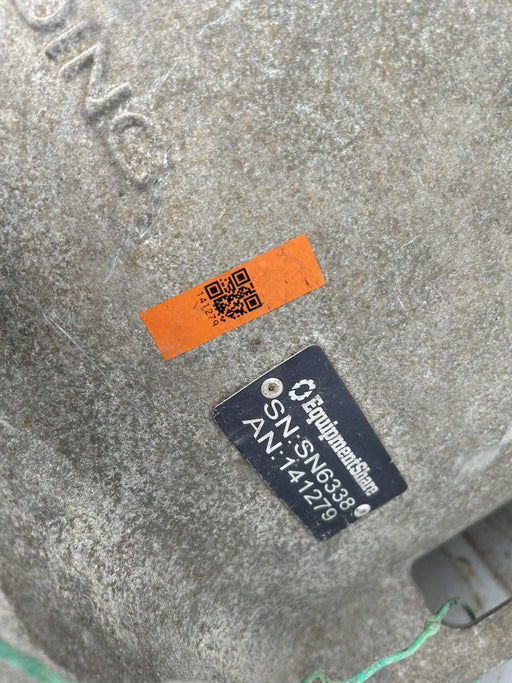 DING
141279
EquipmentShare
SN:SN6338
AN:141279